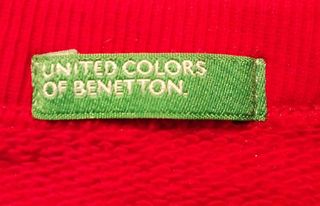 UNITED COLORS
OF BENETTON.